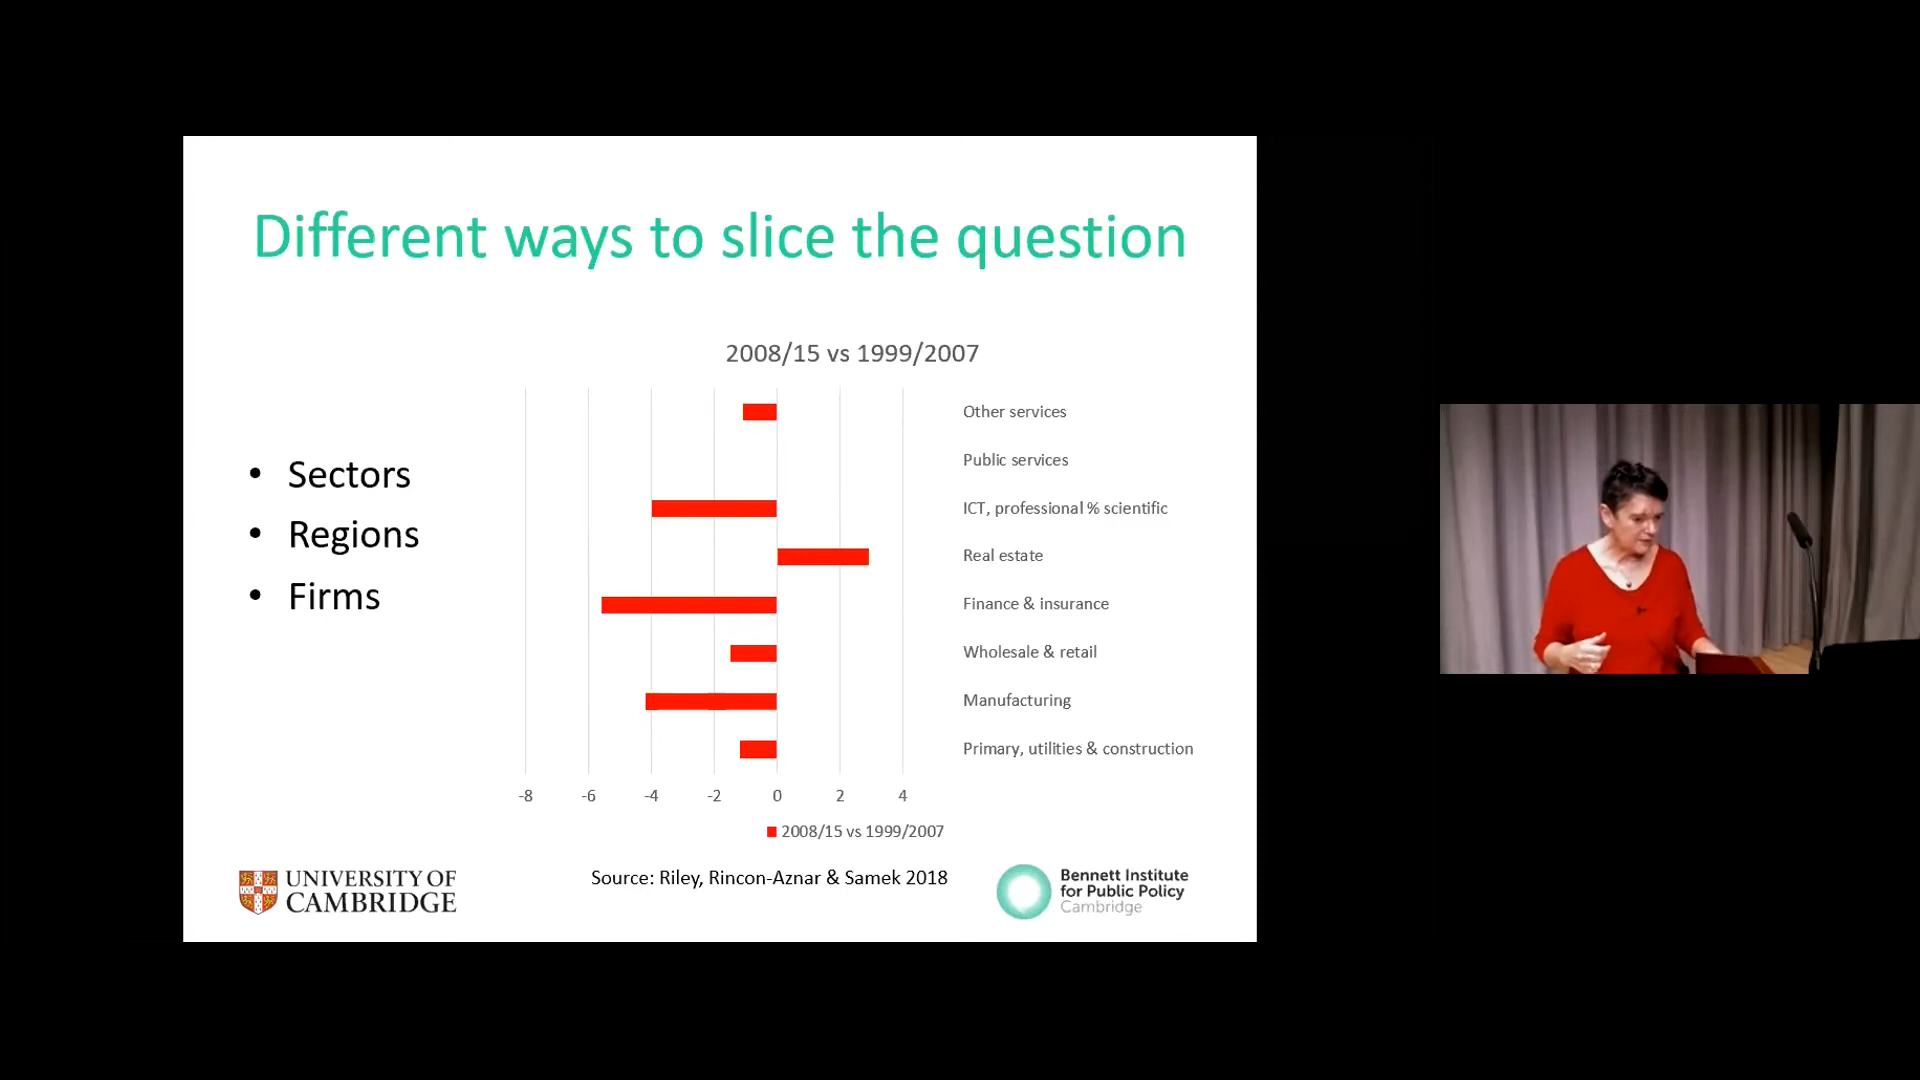 Different ways to slice the question
• Sectors
• Regions
• Firms
2008/15 vs 1999/2007
Other services
Public services
ICT, professional % scientific
Real estate
Finance & insurance
Wholesale & retail
Manufacturing
Primary, utilities & construction
-8 -6 -4 -2 0 2 4
2008/15 vs 1999/2007
UNIVERSITY OF
CAMBRIDGE
Source: Riley, Rincon-Aznar & Samek 2018
Bennett Institute
for Public Policy
Cambridge